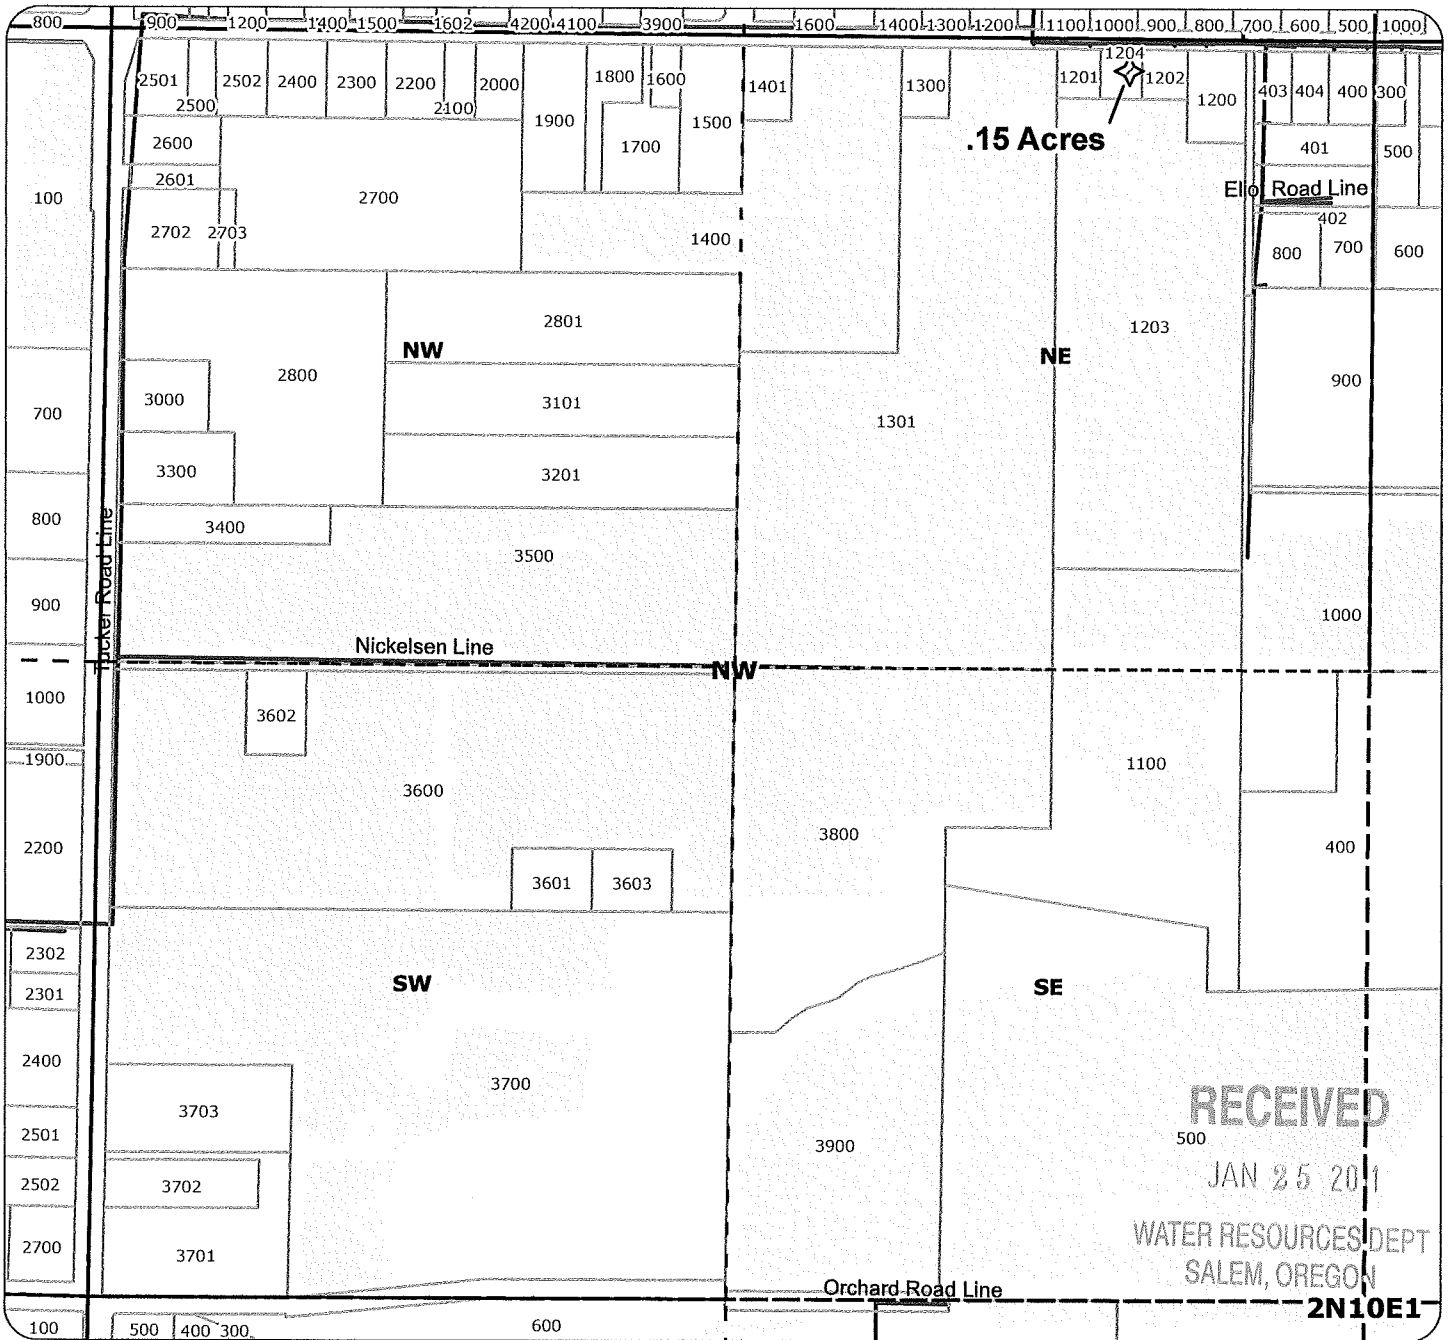 800 900 1200 1400 1500 1602 4200 4100 3900 1600 1400 1300 1200 1100 1000 900 800 700 600 500 1000
1204
2501 2502 2400 2300 2200 2000 1800 1600 1401 1300 1201 1202 1200 403 404 400 300
2500 2100 1900 1500
.15 Acres
2600 1700 401 500
2601
100 2700 Eliot Road Line
402
2702 2703 1400 800 700 600
2801 1203
NW NE
2800 900
3000 3101
700 1301
3300 3201
800 3400
3500
Tucker Road Line
900 1000
Nickelsen Line
NW
1000 3602
1900 1100
3600
2200 3800 400
3601 3603
2302
2301 SW SE
2400 3700
3703 RECEIVED
2501 3900 500
2502 3702 JAN 25 201
2700 3701 WATER RESOURCES DEPT
SALEM, OREGON
Orchard Road Line
2N10E1
100 500 400 300 600